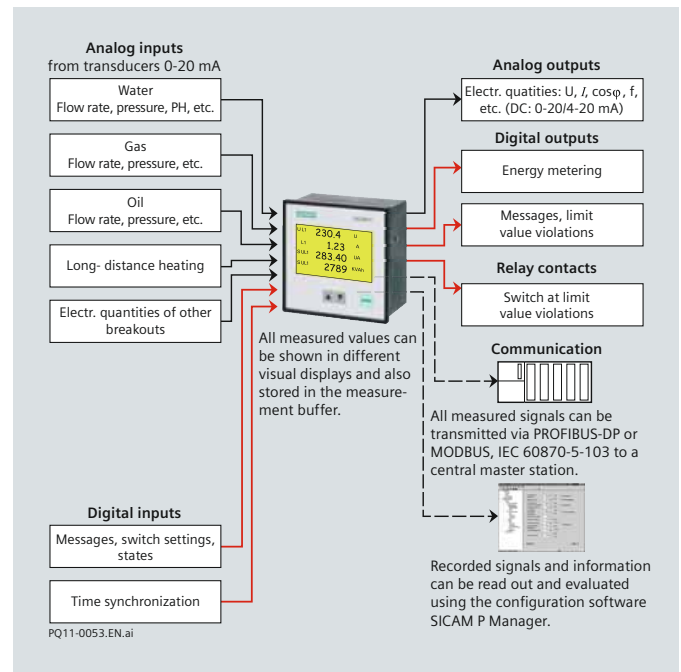 Analog inputs
from transducers 0-20 mA
Water
Flow rate, pressure, PH, etc.
Gas
Flow rate, pressure, etc.
Oil
Flow rate, pressure, etc.
Long- distance heating
Electr. quantities of other
breakouts
Digital inputs
Messages, switch settings,
states
Time synchronization
PQ11-0053.EN.ai
UL1 230.4 U
L1 1.23 A
SUL1 283.40 UA
2789 KVAh
All measured values can
be shown in different
visual displays and also
stored in the measure-
ment buffer.
Analog outputs
Electr. quatities: U, I, cosφ, f,
etc. (DC: 0-20/4-20 mA)
Digital outputs
Energy metering
Messages, limit
value violations
Relay contacts
Switch at limit
value violations
Communication
All measured signals can be
transmitted via PROFIBUS-DP or
MODBUS, IEC 60870-5-103 to a
central master station.
Recorded signals and information
can be read out and evaluated
using the configuration software
SICAM P Manager.